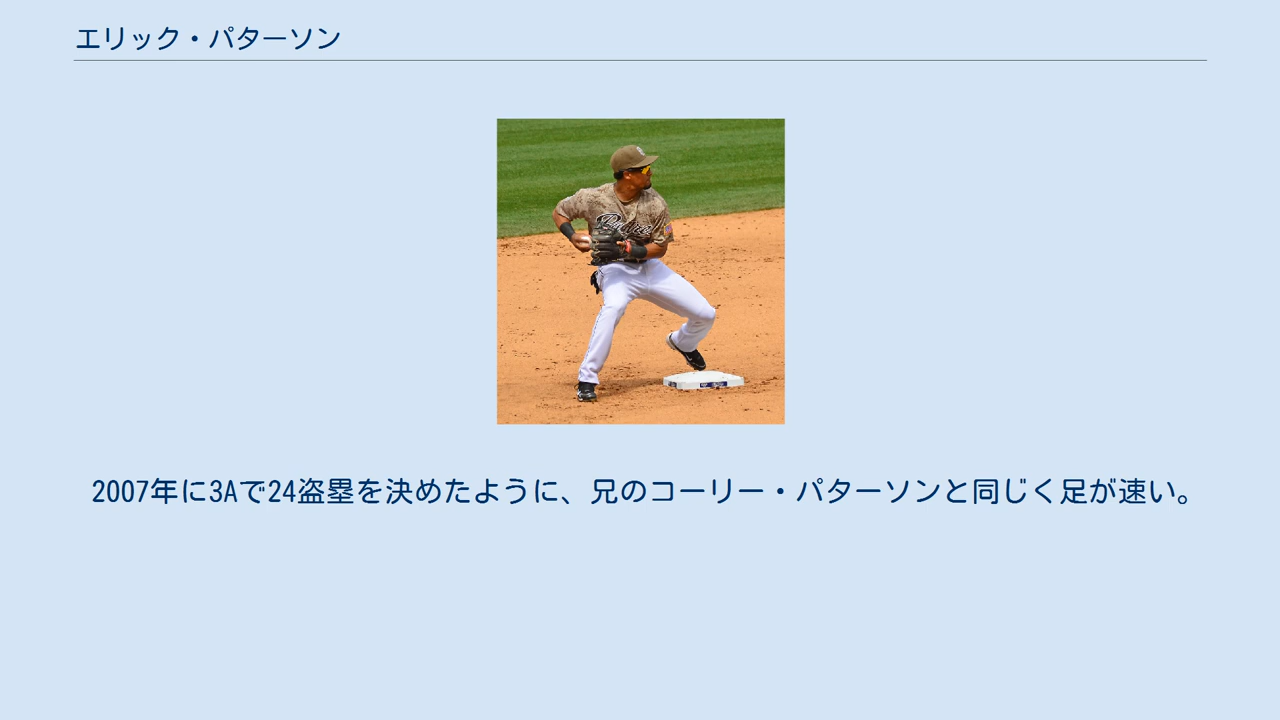 エリック・パターソン
2007年に3Aで24盗塁を決めたように、兄のコーリー・パターソンと同じく足が速い。